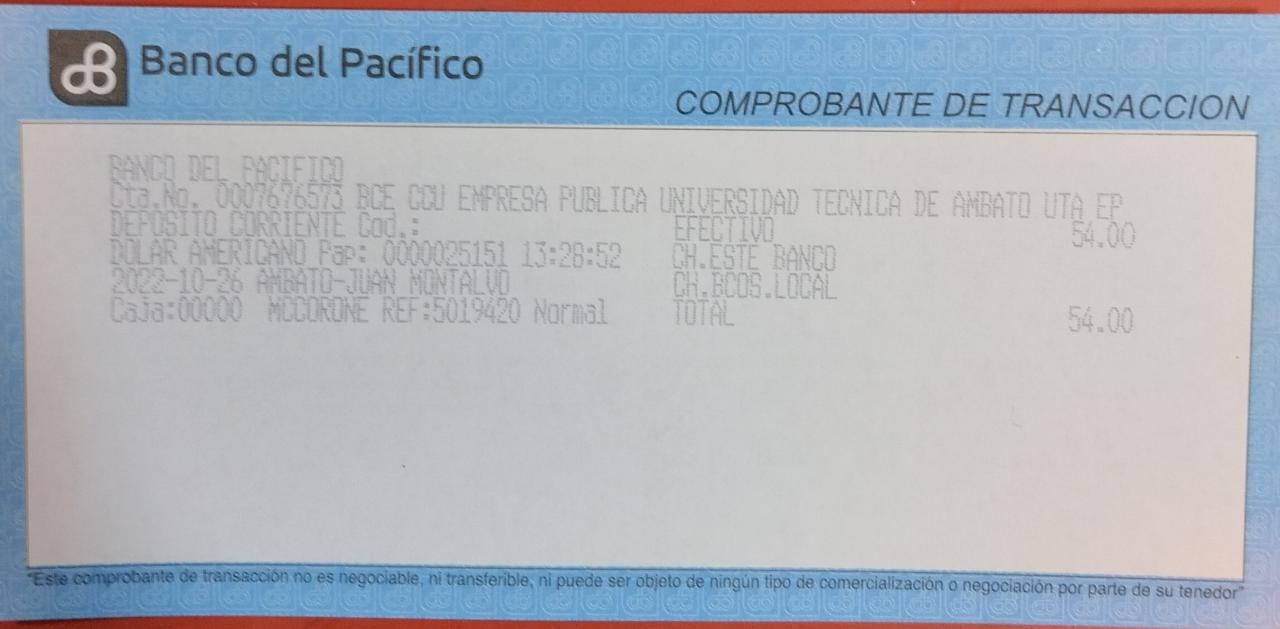 Banco del Pacífico
COMPROBANTE DE TRANSACCION
BANCO DEL PACIFICO
Cta.No. 0007676573 BCE CCU EMPRESA PUBLICA UNIVERSIDAD TECNICA DE AMBATO UTA EP
DEPOSITO CORRIENTE Cod.: EFECTIVO 54.00
DOLAR AMERICANO Pap: 0000025151 13:28:52 CH.ESTE BANCO
2022-10-26 AMBATO-JUAN MONTALVO CH.BCOS.LOCAL
Caja:00000 MCCORONE REF:5019420 Normal TOTAL 54.00
"Este comprobante de transacción no es negociable, ni transferible, ni puede ser objeto de ningún tipo de comercialización o negociación por parte de su tenedor"